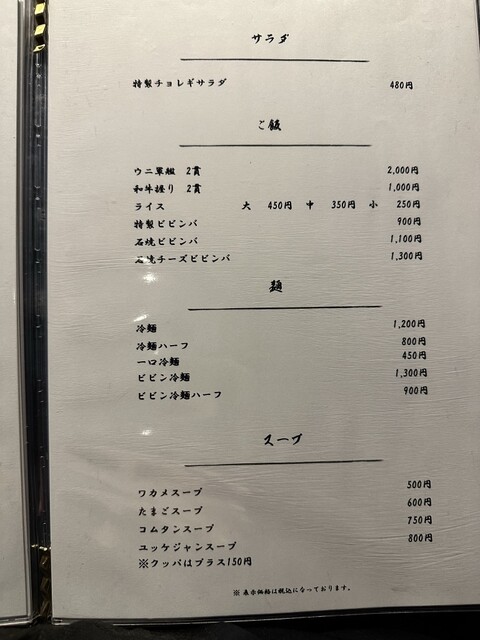 サラダ
特製チョレギサラダ 480円
ご飯
ウニ軍艦 2貫 2,000円
和牛握り 2貫 1,000円
ライス 大 450円 中 350円 小 250円
特製ビビンバ 900円
石焼ビビンバ 1,100円
石焼チーズビビンバ 1,300円
麺
冷麺 1,200円
冷麺ハーフ 800円
一口冷麺 450円
ビビン冷麺 1,300円
ビビン冷麺ハーフ 900円
スープ
ワカメスープ 500円
たまごスープ 600円
コムタンスープ 750円
ユッケジャンスープ 800円
※クッパはプラス150円
※表示価格は税込になっております。